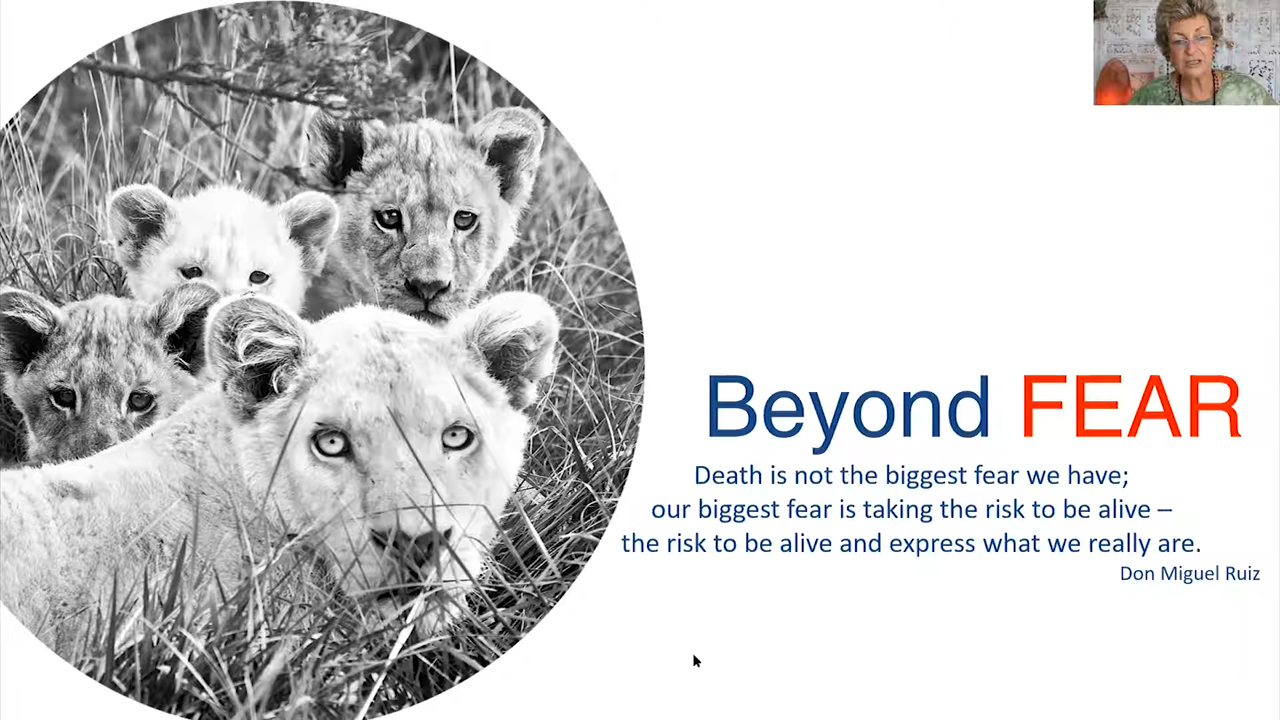 Beyond FEAR
Death is not the biggest fear we have;
our biggest fear is taking the risk to be alive –
the risk to be alive and express what we really are.
Don Miguel Ruiz